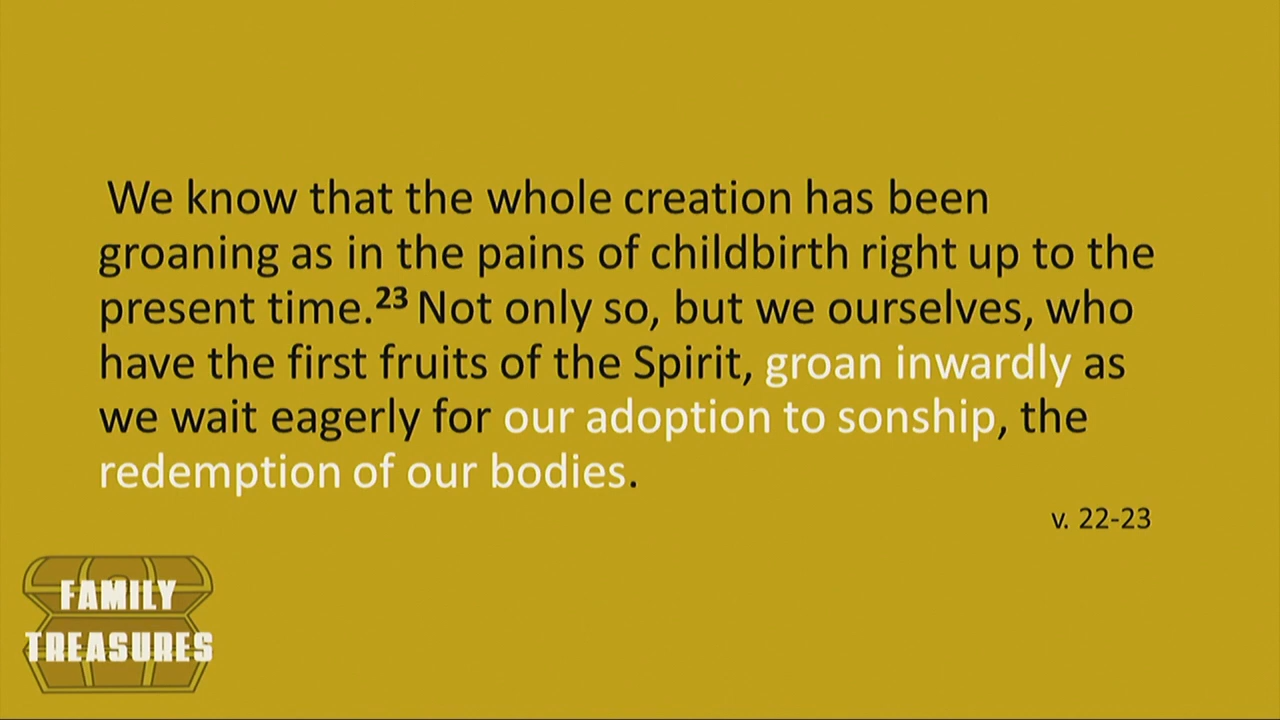 We know that the whole creation has been
groaning as in the pains of childbirth right up to the
present time.²³ Not only so, but we ourselves, who
have the first fruits of the Spirit, groan inwardly as
we wait eagerly for our adoption to sonship, the
redemption of our bodies.
v. 22-23
FAMILY
TREASURES